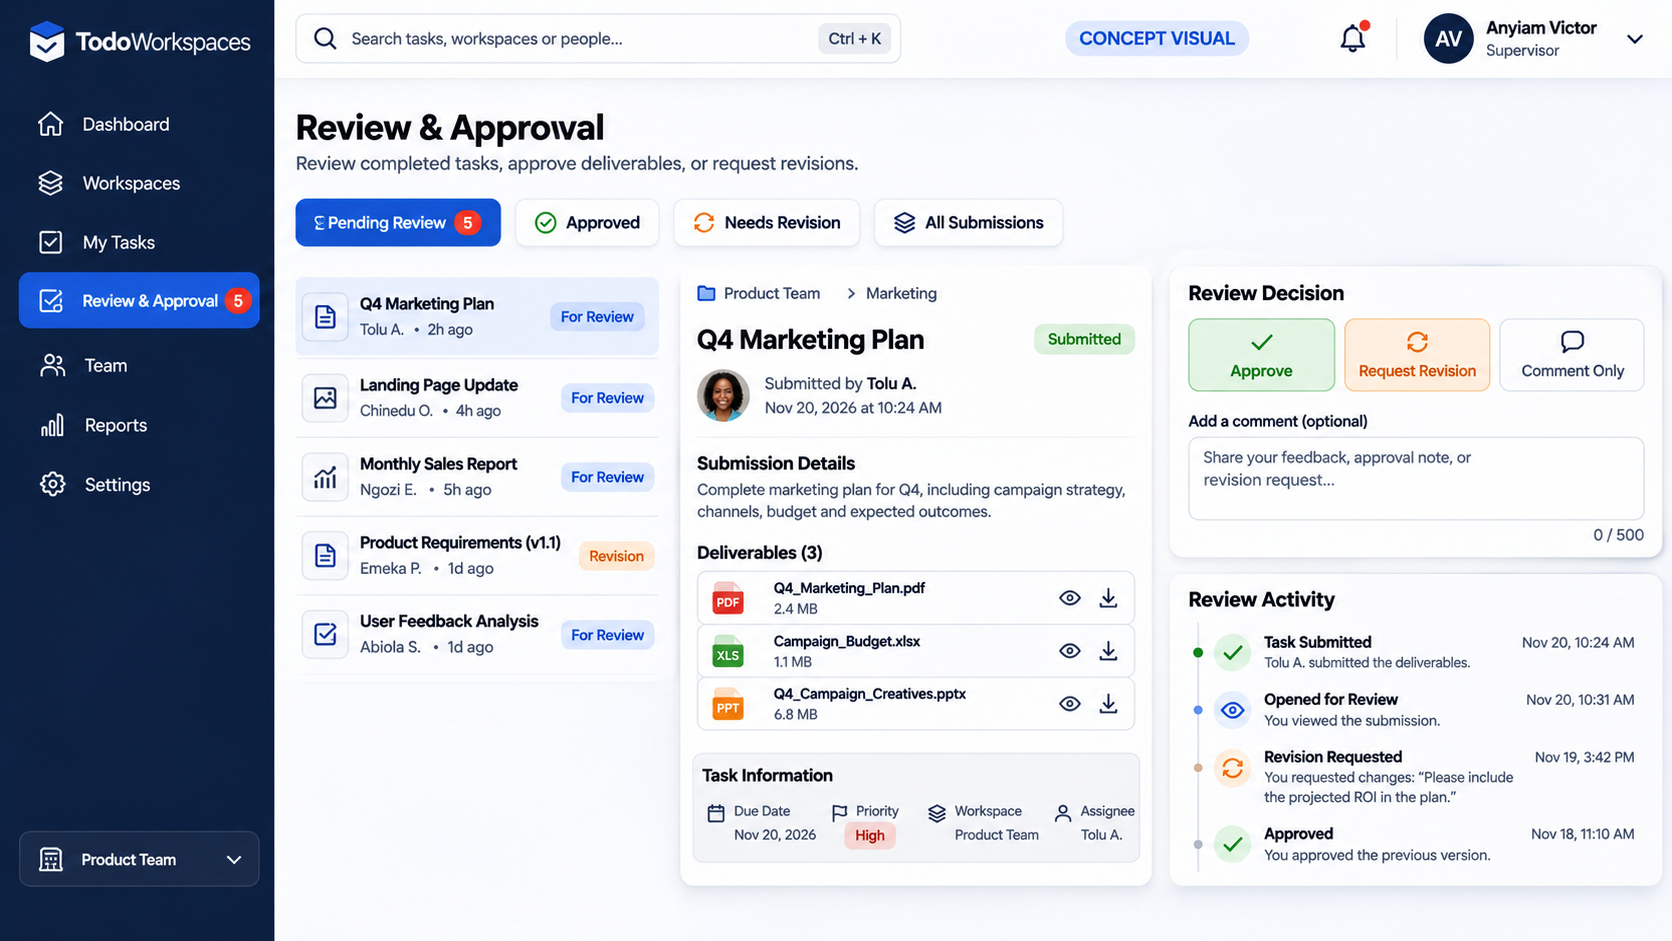 TodoWorkspaces
Dashboard
Workspaces
My Tasks
Review & Approval 5
Team
Reports
Settings
Product Team
Search tasks, workspaces or people...
Ctrl + K
CONCEPT VISUAL
AV
Anyiam Victor
Supervisor
Review & Approval
Review completed tasks, approve deliverables, or request revisions.
Pending Review 5
Approved
Needs Revision
All Submissions
Q4 Marketing Plan
Tolu A. • 2h ago
For Review
Landing Page Update
Chinedu O. • 4h ago
For Review
Monthly Sales Report
Ngozi E. • 5h ago
For Review
Product Requirements (v1.1)
Emeka P. • 1d ago
Revision
User Feedback Analysis
Abiola S. • 1d ago
For Review
Product Team > Marketing
Q4 Marketing Plan
Submitted
Submitted by Tolu A.
Nov 20, 2026 at 10:24 AM
Submission Details
Complete marketing plan for Q4, including campaign strategy,
channels, budget and expected outcomes.
Deliverables (3)
PDF
Q4_Marketing_Plan.pdf
2.4 MB
XLS
Campaign_Budget.xlsx
1.1 MB
PPT
Q4_Campaign_Creatives.pptx
6.8 MB
Task Information
Due Date
Nov 20, 2026
Priority
High
Workspace
Product Team
Assignee
Tolu A.
Review Decision
Approve
Request Revision
Comment Only
Add a comment (optional)
Share your feedback, approval note, or
revision request...
0 / 500
Review Activity
Task Submitted
Nov 20, 10:24 AM
Tolu A. submitted the deliverables.
Opened for Review
Nov 20, 10:31 AM
You viewed the submission.
Revision Requested
Nov 19, 3:42 PM
You requested changes: “Please include
the projected ROI in the plan.”
Approved
Nov 18, 11:10 AM
You approved the previous version.